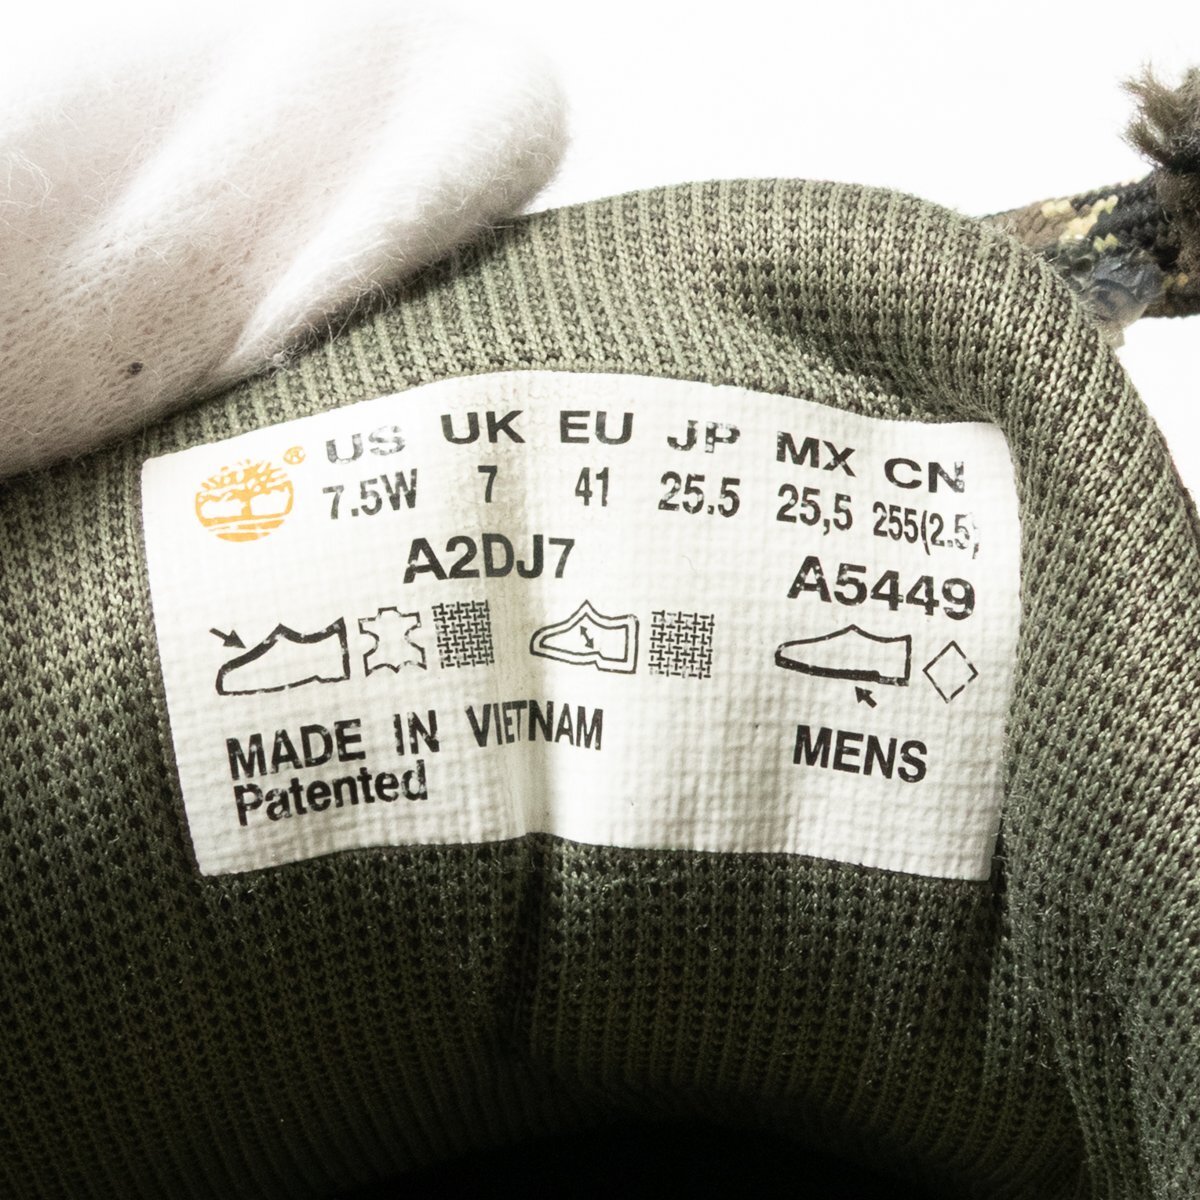 ® US UK EU JP MX CN
7.5W 7 41 25.5 25,5 255(2.5)
A2DJ7 A5449
MADE IN VIETNAM MENS
Patented